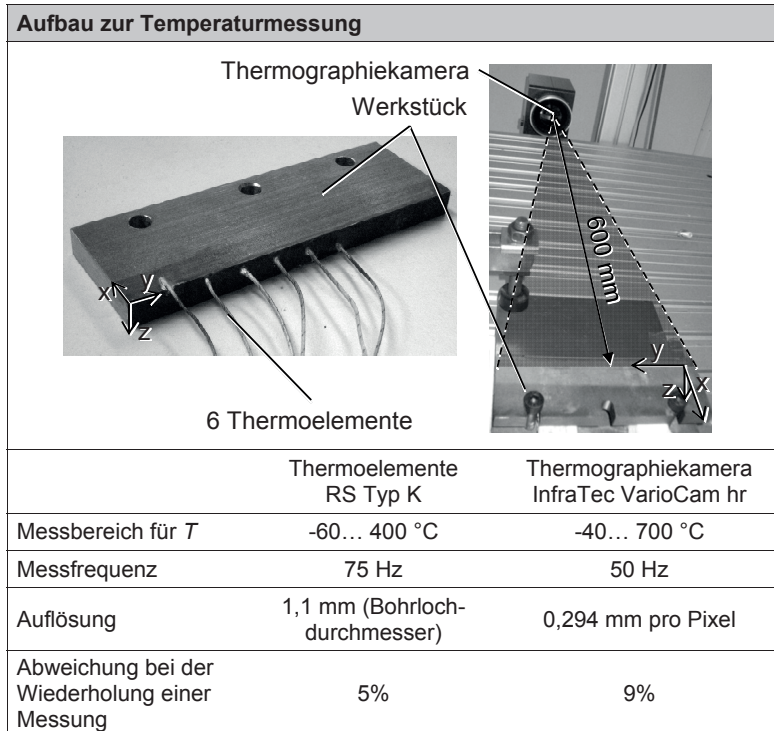 Aufbau zur Temperaturmessung
Thermographiekamera
Werkstück
600 mm
x y
z
y
z x
6 Thermoelemente
Thermoelemente Thermographiekamera
RS Typ K InfraTec VarioCam hr
Messbereich für T -60… 400 °C -40… 700 °C
Messfrequenz 75 Hz 50 Hz
Auflösung 1,1 mm (Bohrloch-
durchmesser) 0,294 mm pro Pixel
Abweichung bei der
Wiederholung einer 5% 9%
Messung